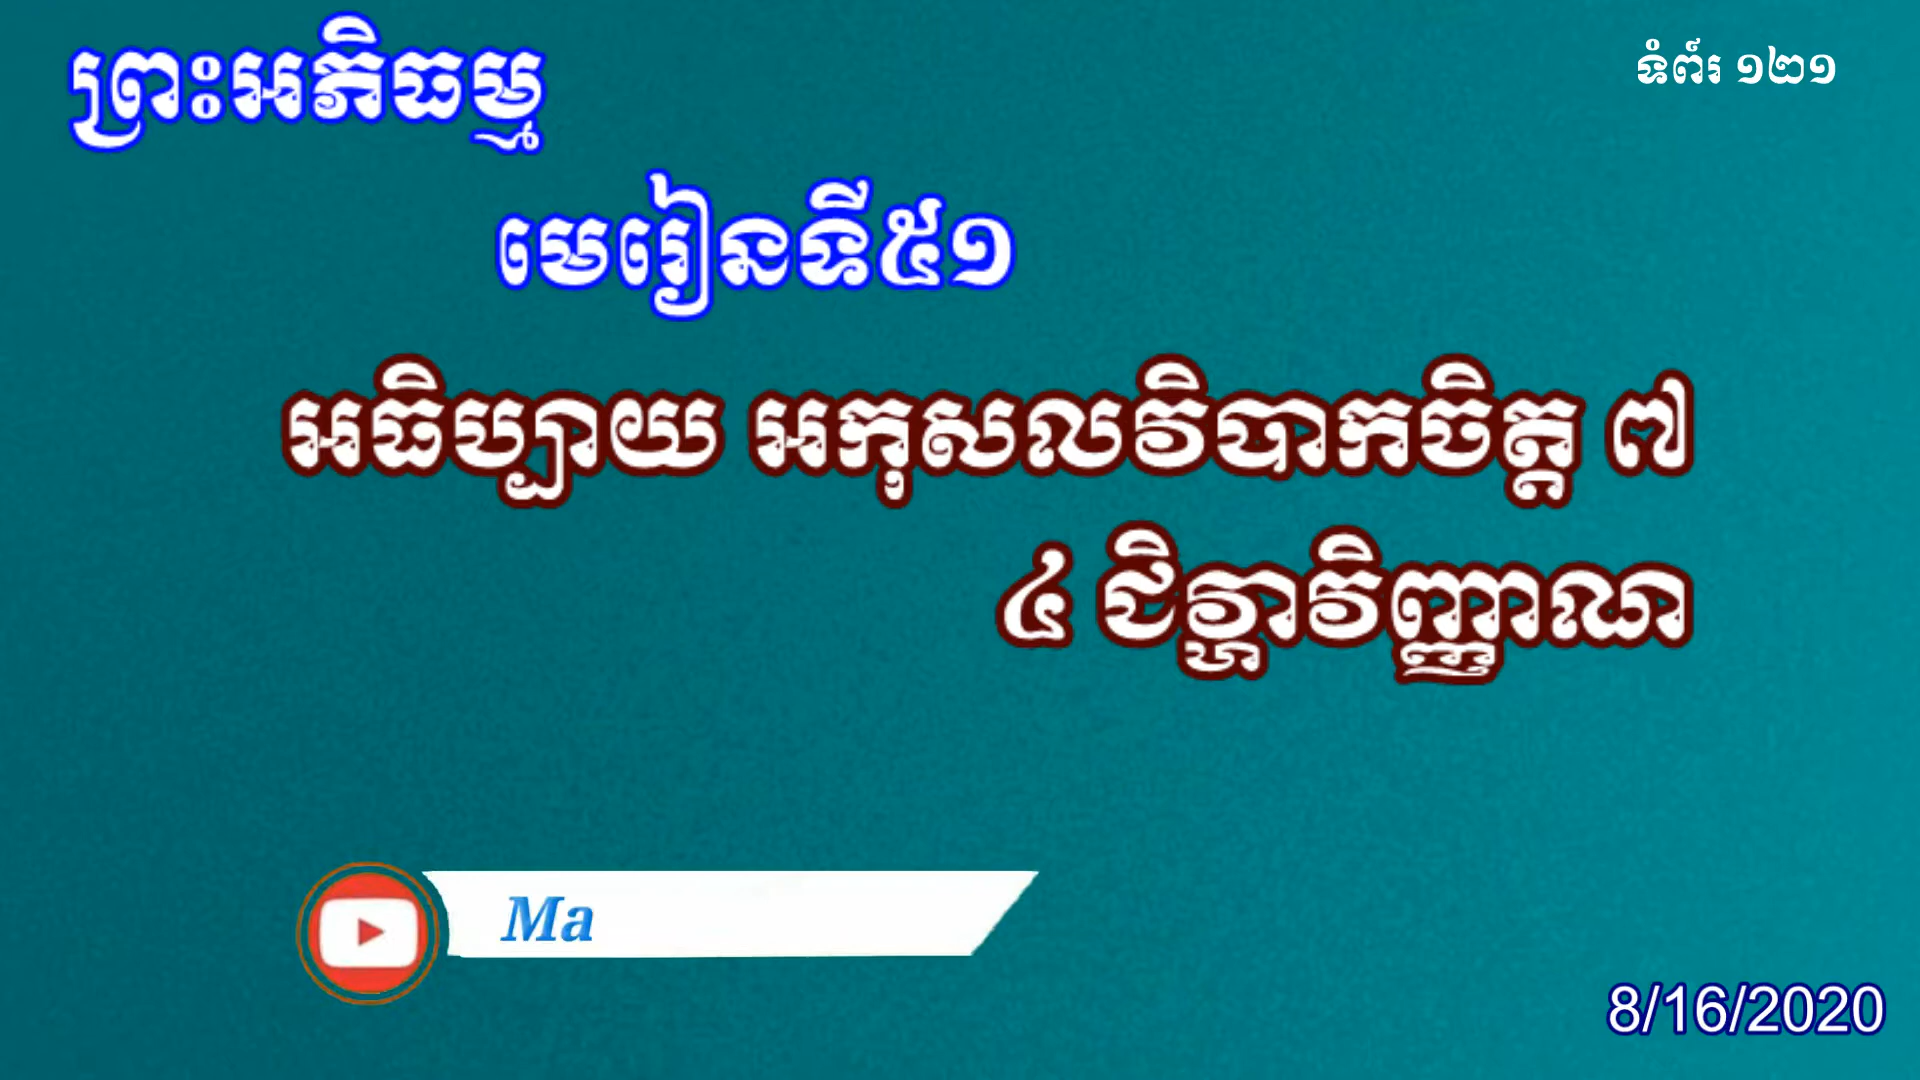 ព្រះអភិធម្ម
ទំព័រ ១២១
មេរៀនទី៥១
អធិប្បាយ អកុសលវិបាកចិត្ត ៧
៤ ជិវ្ហាវិញ្ញាណ
Ma
8/16/2020